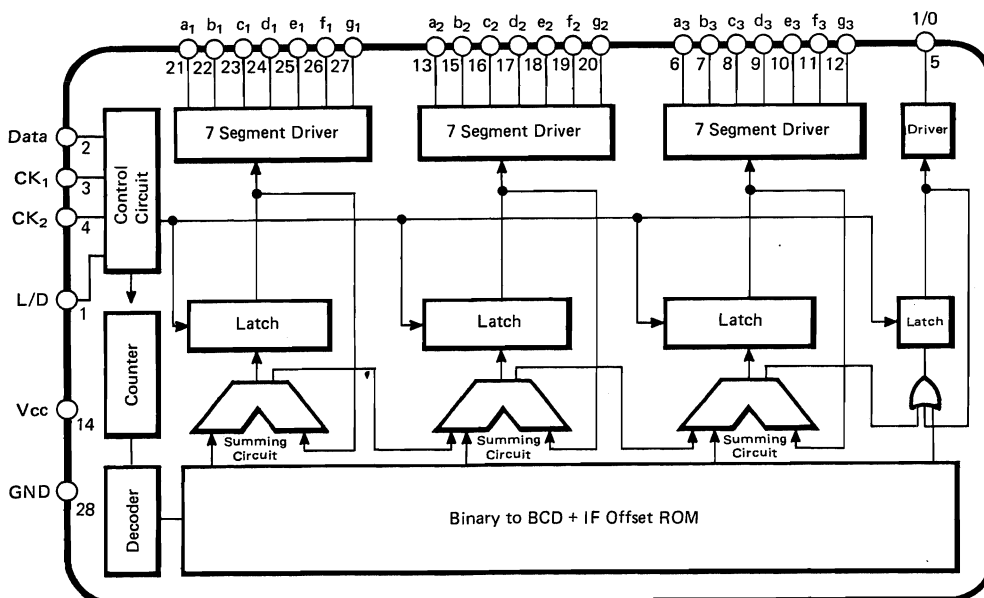 a1 b1 c1 d1 e1 f1 g1 a2 b2 c2 d2 e2 f2 g2 a3 b3 c3 d3 e3 f3 g3 1/0
21 22 23 24 25 26 27 13 15 16 17 18 19 20 6 7 8 9 10 11 12 5
7 Segment Driver
7 Segment Driver
7 Segment Driver
Driver
Data
2
CK1
3
CK2
4
L/D
1
Control
Circuit
Latch
Latch
Latch
Latch
Counter
Vcc
14
Summing
Circuit
Summing
Circuit
Summing
Circuit
GND
28
Decoder
Binary to BCD + IF Offset ROM